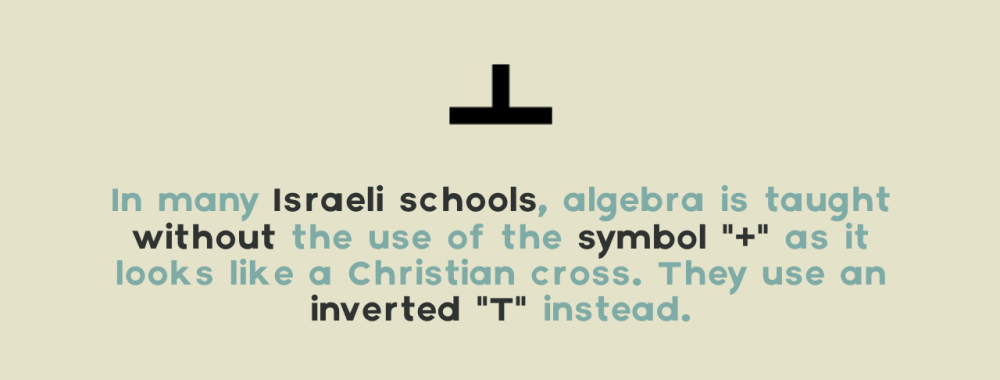 In many Israeli schools, algebra is taught
without the use of the symbol "+" as it
looks like a Christian cross. They use an
inverted "T" instead.